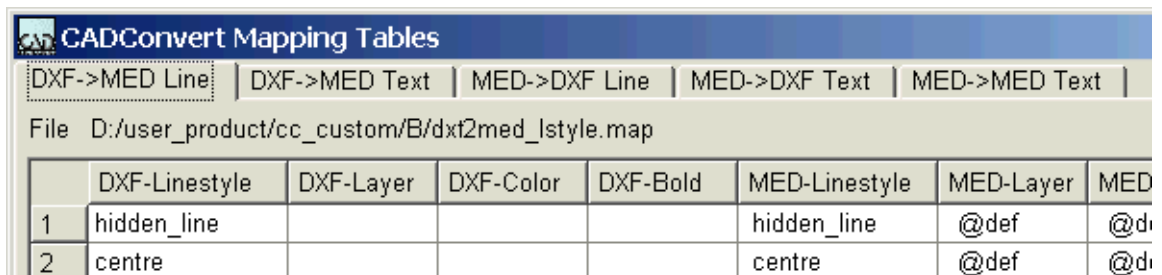 CADConvert Mapping Tables
DXF->MED Line DXF->MED Text MED->DXF Line MED->DXF Text MED->MED Text
File D:/user_product/cc_custom/B/dxf2med_lstyle.map
DXF-Linestyle DXF-Layer DXF-Color DXF-Bold MED-Linestyle MED-Layer MED
1 hidden_line hidden_line @def
2 centre centre @def